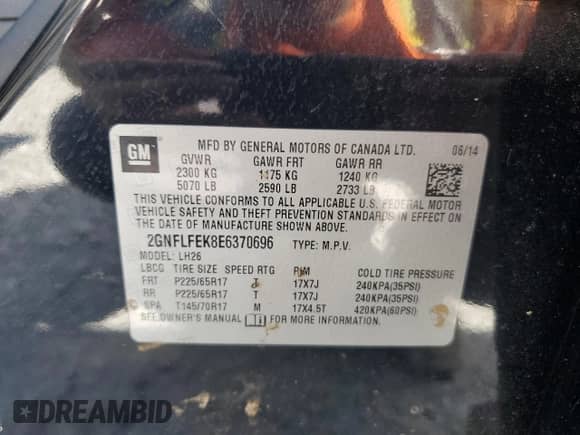 GM
MFD BY GENERAL MOTORS OF CANADA LTD. 06/14
GVWR GAWR FRT GAWR RR
2300 KG 1175 KG 1240 KG
5070 LB 2590 LB 2733 LB
THIS VEHICLE CONFORMS TO ALL APPLICABLE U.S. FEDERAL MOTOR
VEHICLE SAFETY AND THEFT PREVENTION STANDARDS IN EFFECT ON
THE DATE OF MANUFACTURE SHOWN ABOVE.
2GNFLFEK8E6370696 TYPE: M.P.V.
MODEL: LH26
LBCG TIRE SIZE SPEED RTG RIM COLD TIRE PRESSURE
FRT P225/65R17 T 17X7J 240KPA(35PSI)
RR P225/65R17 T 17X7J 240KPA(35PSI)
SPA T145/70R17 M 17X4.5T 420KPA(60PSI)
SEE OWNER'S MANUAL i FOR MORE INFORMATION.
DREAMBID